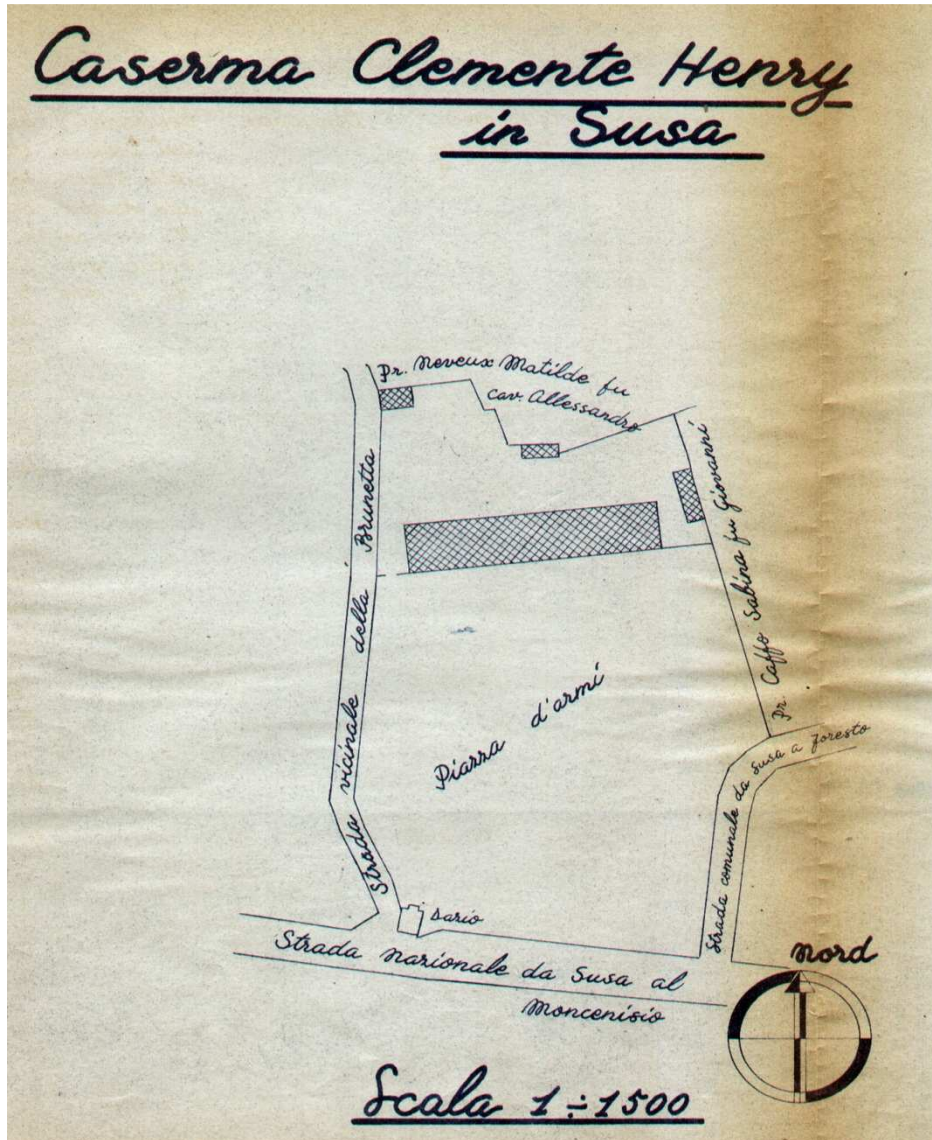 Caserma Clemente Henry
in Susa
Pr. Neveux Matilde fu
cav. Allessandro
Pr. Caffo Sabina fu Giovanni
Strada vicinale della Brunetta
Piazza d'armi
Strada comunale da Susa a Foresto
Dario
Strada Nazionale da Susa al
Moncenisio
Nord
Scala 1÷1500